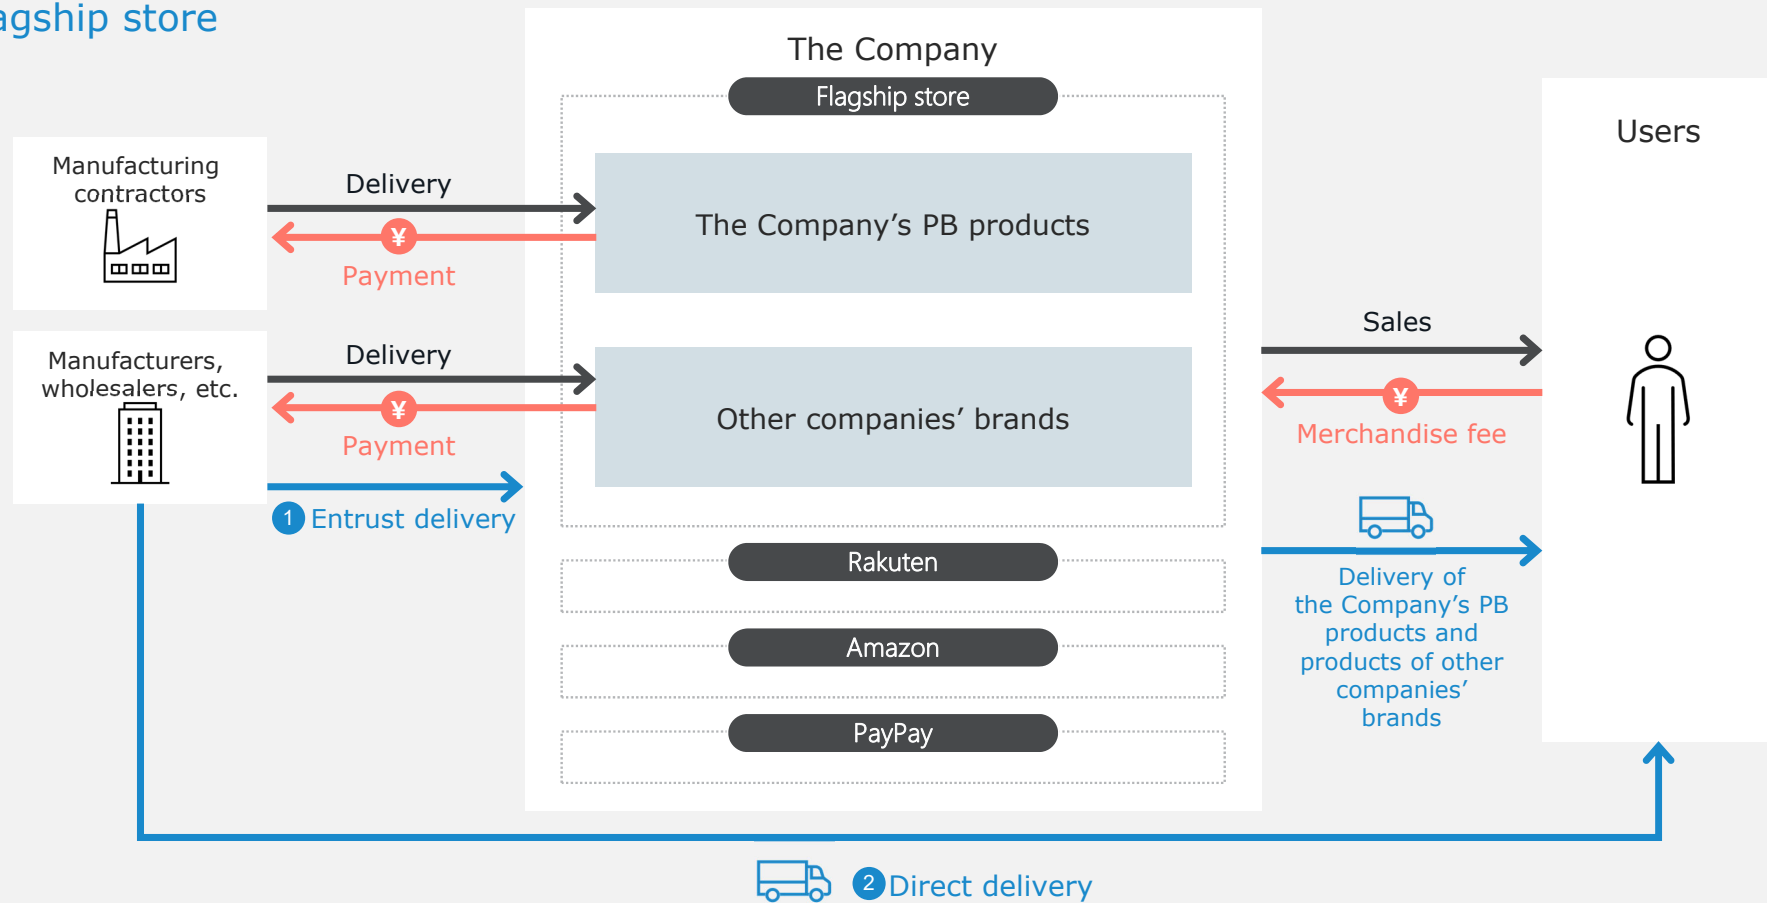 agship store
The Company
Flagship store
Users
Manufacturing
contractors
Delivery
¥
Payment
The Company’s PB products
Manufacturers,
wholesalers, etc.
Delivery
¥
Payment
Other companies’ brands
Sales
¥
Merchandise fee
1 Entrust delivery
Rakuten
Amazon
PayPay
Delivery of
the Company’s PB
products and
products of other
companies’
brands
2 Direct delivery